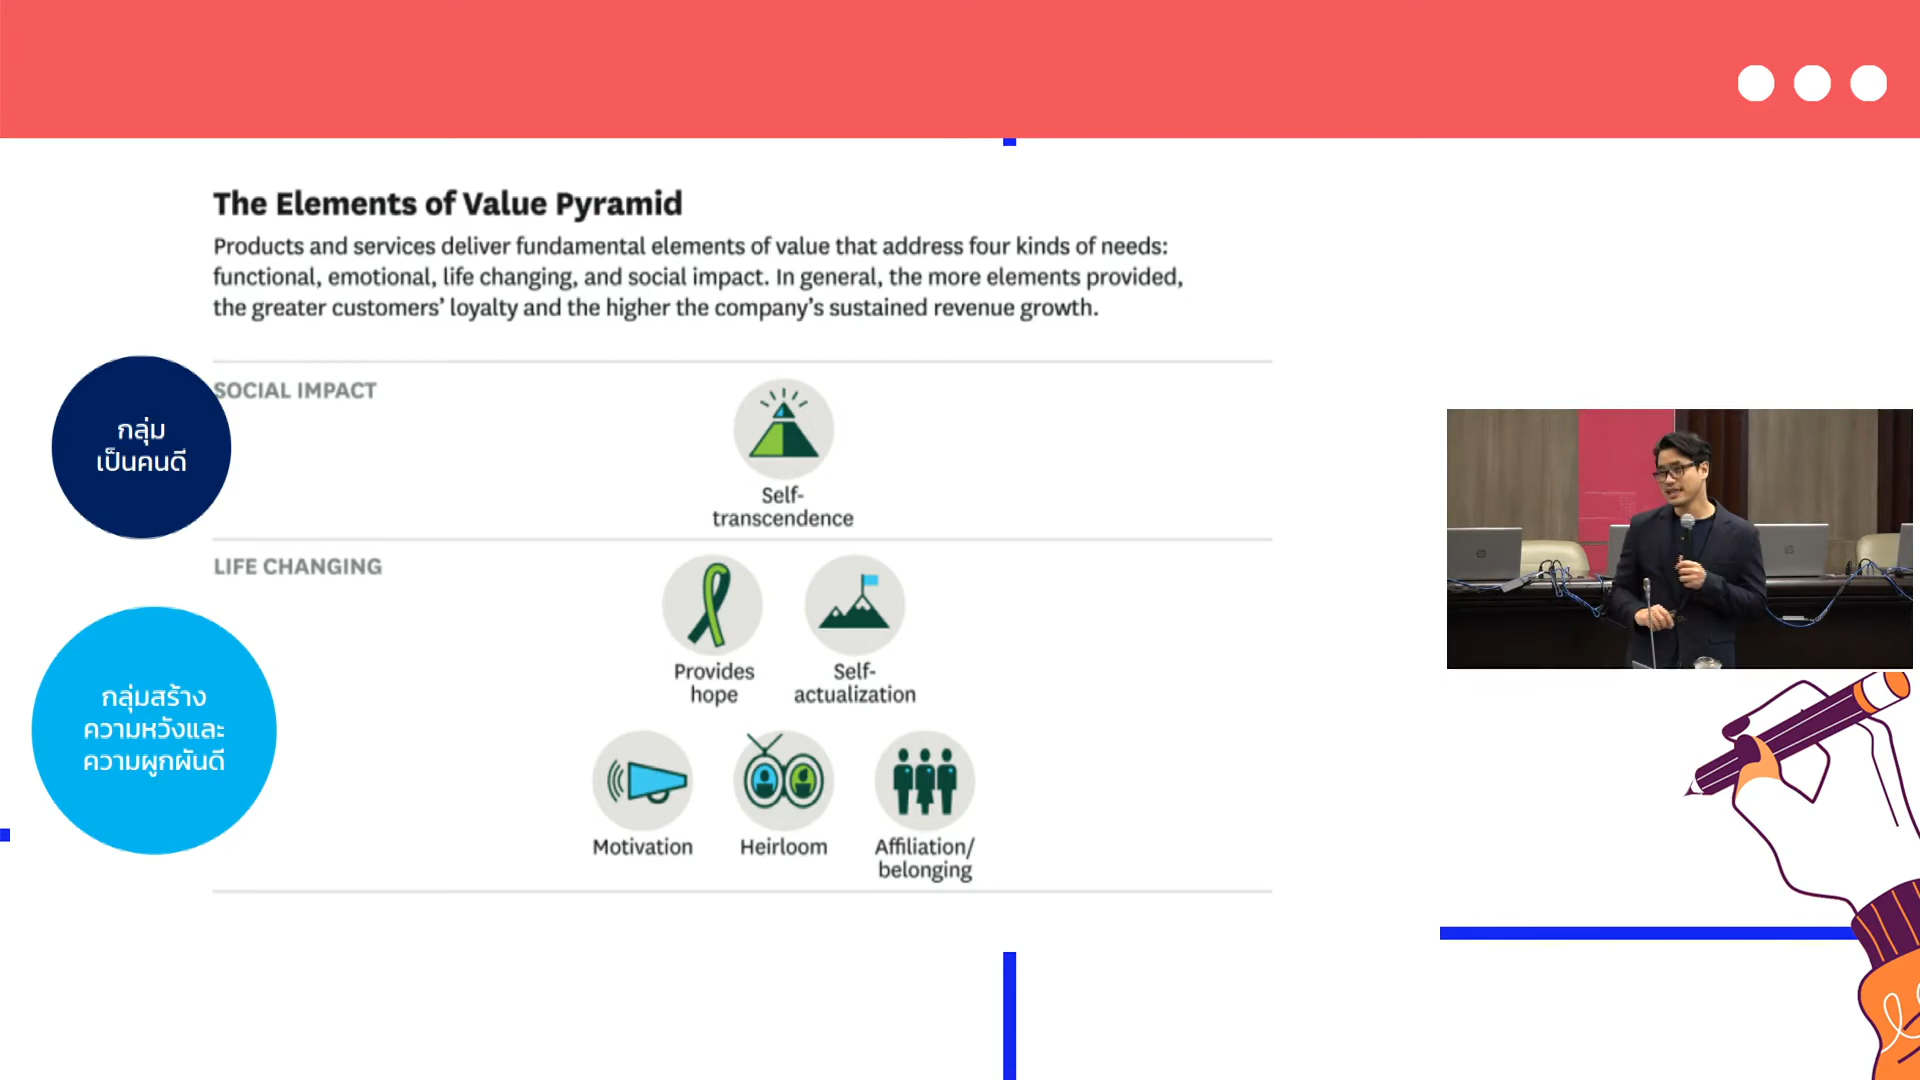 The Elements of Value Pyramid
Products and services deliver fundamental elements of value that address four kinds of needs:
functional, emotional, life changing, and social impact. In general, the more elements provided,
the greater customers' loyalty and the higher the company's sustained revenue growth.
SOCIAL IMPACT
กลุ่ม
เป็นคนดี
Self-
transcendence
LIFE CHANGING
กลุ่มสร้าง
ความหวังและ
ความผูกผันดี
Provides
hope
Self-
actualization
Motivation
Heirloom
Affiliation/
belonging